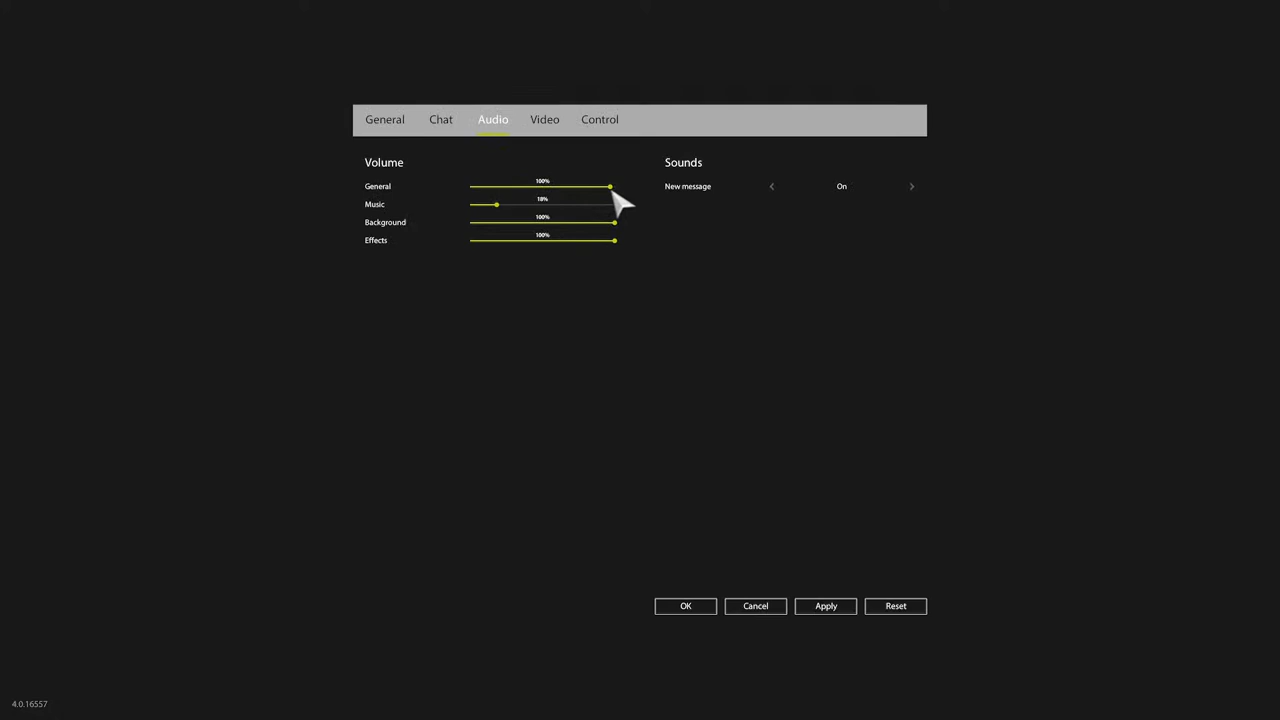 General Chat Audio Video Control
Volume
General 100%
Music 18%
Background 100%
Effects 100%
Sounds
New message On
OK Cancel Apply Reset
4.0.16557